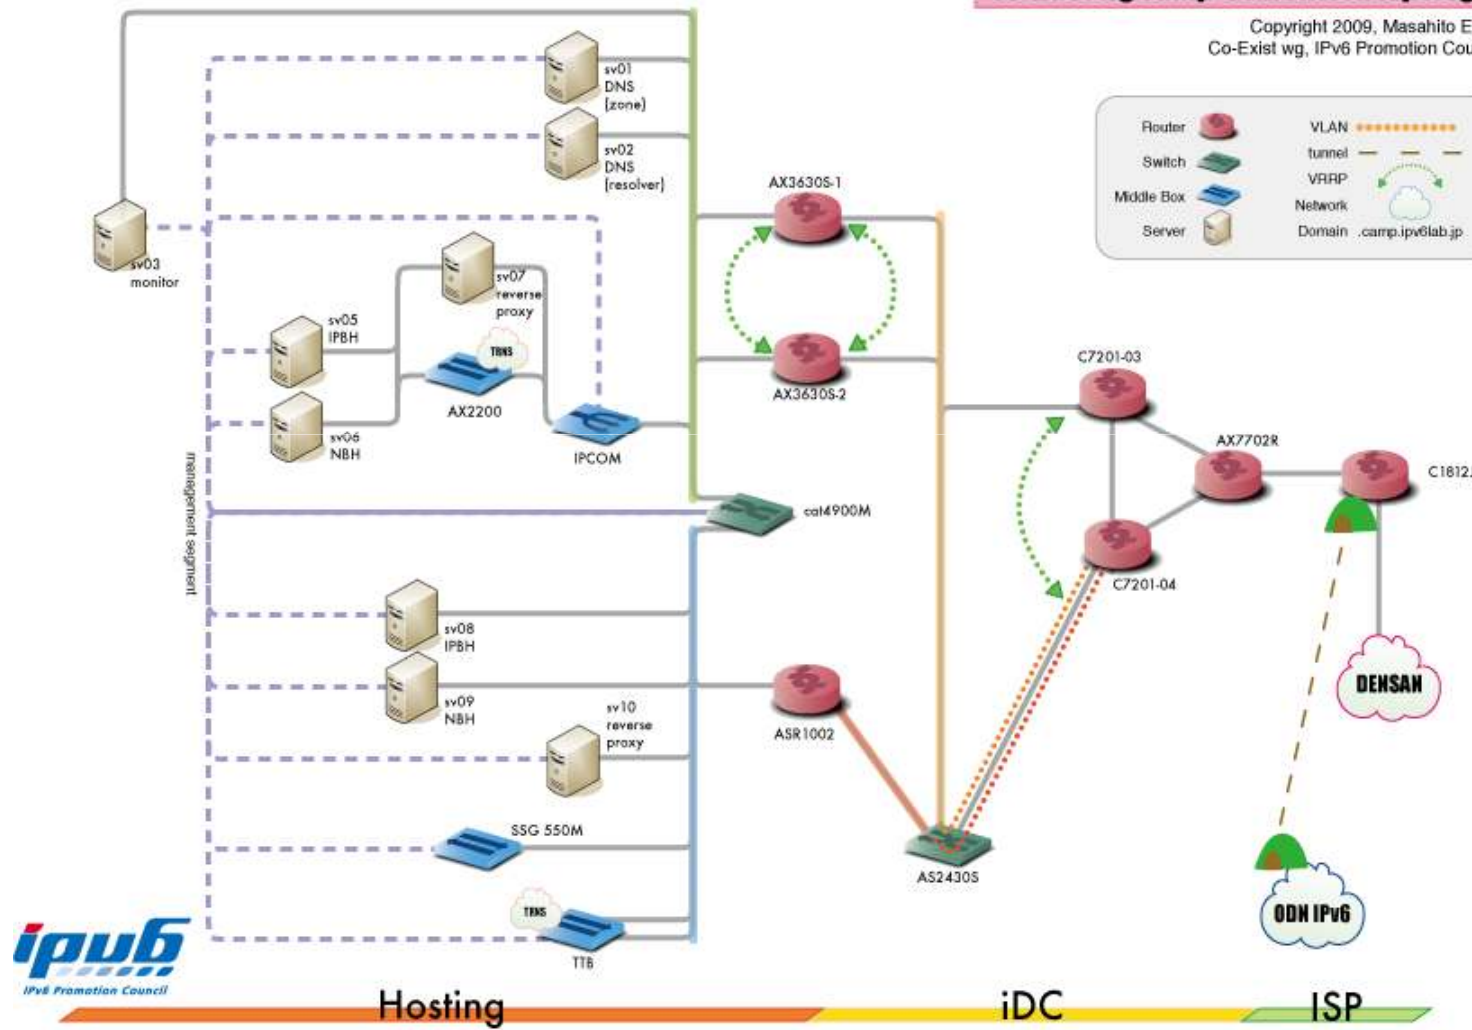 Copyright 2009, Masahito E
Co-Exist wg, IPv6 Promotion Cou
Router
VLAN
Switch
tunnel
VRRP
Middle Box
Network
Server
Domain .camp.ipv6lab.jp
sv01
DNS
(zone)
sv02
DNS
(resolver)
sv03
monitor
sv07
reverse
proxy
sv05
IPBH
TRNS
AX2200
sv06
NBH
IPCOM
management segment
AX3630S-1
AX3630S-2
cat4900M
C7201-03
AX7702R
C1812
C7201-04
sv08
IPBH
sv09
NBH
sv10
reverse
proxy
ASR1002
DENSAN
SSG 550M
AS2430S
TRNS
TTB
ODN IPv6
ipv6
IPv6 Promotion Council
Hosting
iDC
ISP